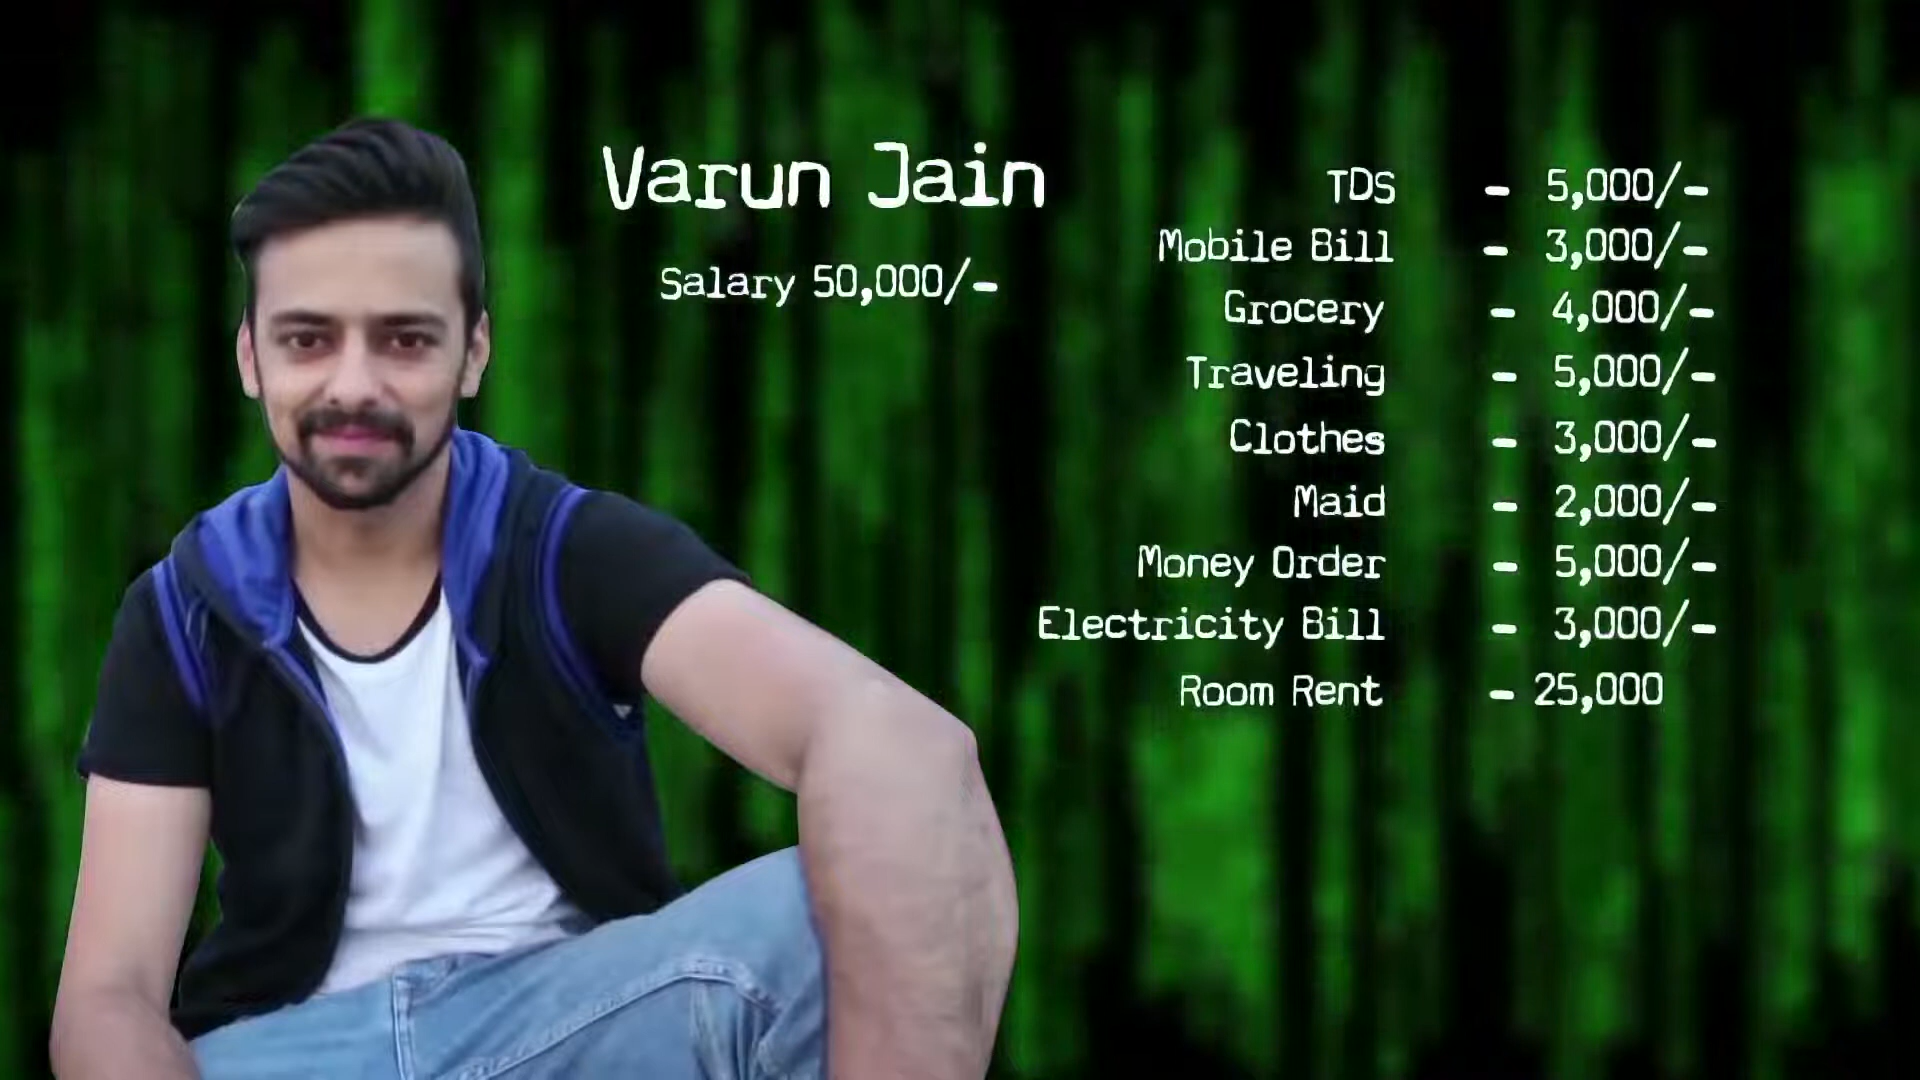 Varun Jain
Salary 50,000/-
TDS - 5,000/-
Mobile Bill - 3,000/-
Grocery - 4,000/-
Traveling - 5,000/-
Clothes - 3,000/-
Maid - 2,000/-
Money Order - 5,000/-
Electricity Bill - 3,000/-
Room Rent - 25,000